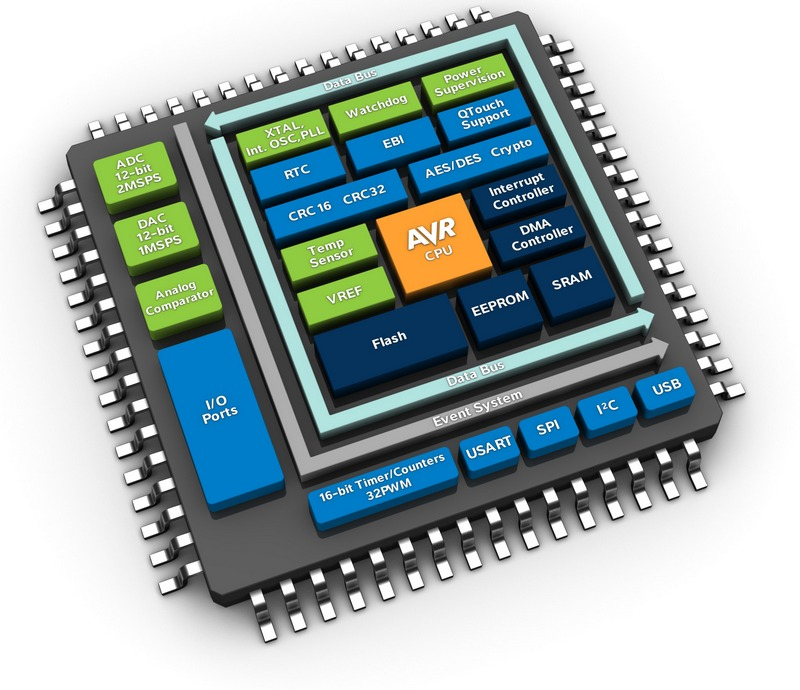 Data Bus
Power
Supervision
Watchdog
XTAL,
Int. OSC,PLL
QTouch
Support
EBI
RTC
AES/DES Crypto
CRC 16 CRC32
Interrupt
Controller
AVR
CPU
DMA
Controller
Temp
Sensor
VREF
SRAM
EEPROM
Flash
ADC
12-bit
2MSPS
DAC
12-bit
1MSPS
Analog
Comparator
I/O
Ports
Data Bus
Event System
16-bit Timer/Counters
32PWM
USART
SPI
I²C
USB